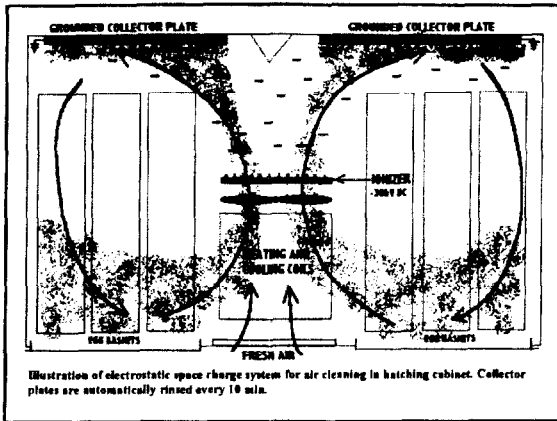 GROUNDED COLLECTOR PLATE
GROUNDED COLLECTOR PLATE
IONIZER
HEATING AND
COOLING COILS
EGG BASKETS
EGG BASKETS
FRESH AIR
Illustration of electrostatic space charge system for air cleaning in hatching cabinet. Collector
plates are automatically rinsed every 10 min.